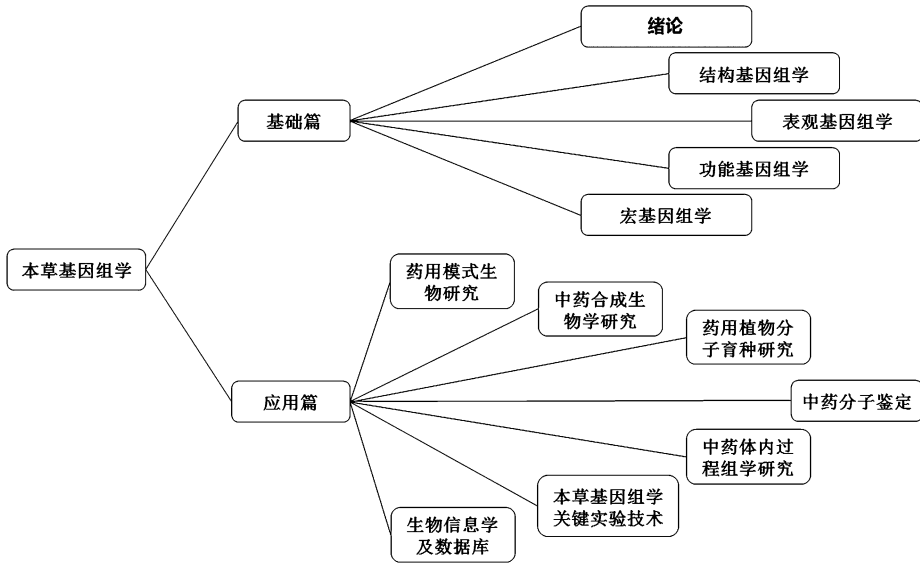 绪论
结构基因组学
基础篇
表观基因组学
功能基因组学
宏基因组学
本草基因组学
药用模式生
物研究
中药合成生
物学研究
药用植物分
子育种研究
应用篇
中药分子鉴定
中药体内过
程组学研究
本草基因组学
关键实验技术
生物信息学
及数据库